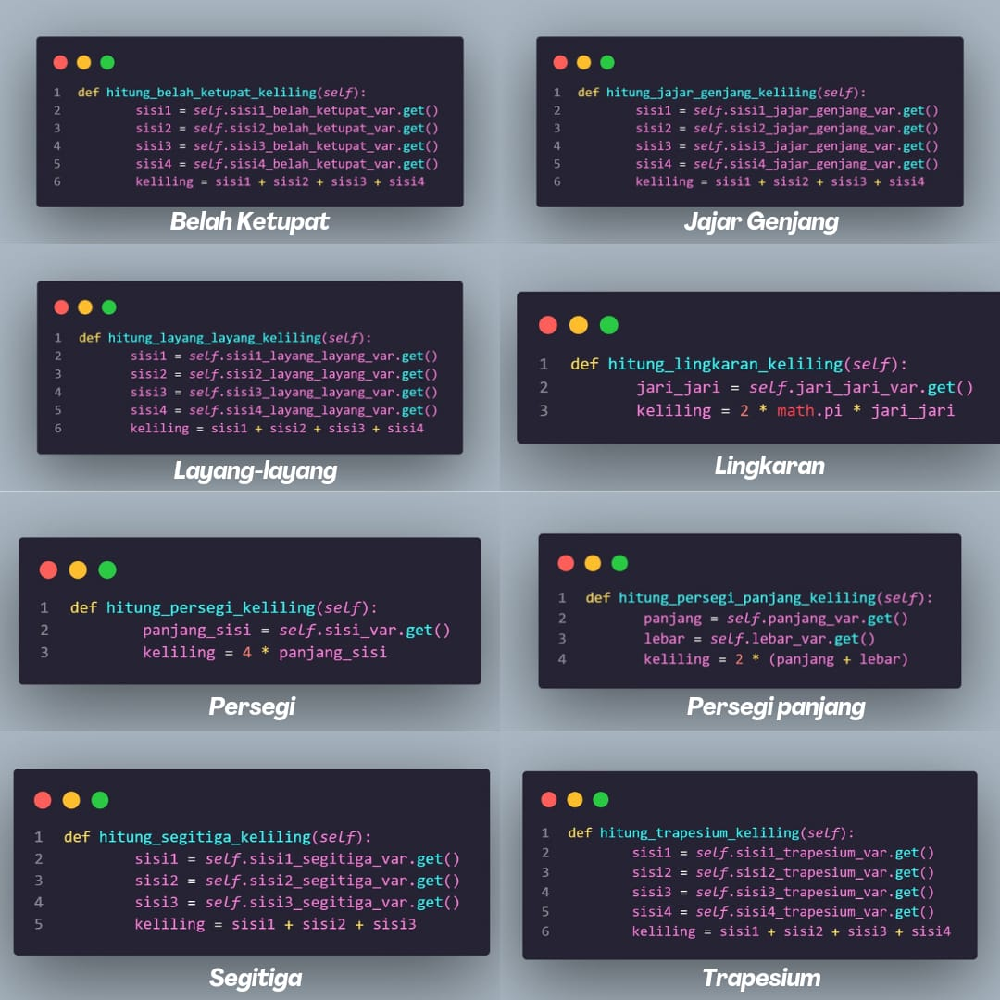 1 def hitung_belah_ketupat_keliling(self):
2 sisi1 = self.sisi1_belah_ketupat_var.get()
3 sisi2 = self.sisi2_belah_ketupat_var.get()
4 sisi3 = self.sisi3_belah_ketupat_var.get()
5 sisi4 = self.sisi4_belah_ketupat_var.get()
6 keliling = sisi1 + sisi2 + sisi3 + sisi4
Belah Ketupat
1 def hitung_jajar_genjang_keliling(self):
2 sisi1 = self.sisi1_jajar_genjang_var.get()
3 sisi2 = self.sisi2_jajar_genjang_var.get()
4 sisi3 = self.sisi3_jajar_genjang_var.get()
5 sisi4 = self.sisi4_jajar_genjang_var.get()
6 keliling = sisi1 + sisi2 + sisi3 + sisi4
Jajar Genjang
1 def hitung_layang_layang_keliling(self):
2 sisi1 = self.sisi1_layang_layang_var.get()
3 sisi2 = self.sisi2_layang_layang_var.get()
4 sisi3 = self.sisi3_layang_layang_var.get()
5 sisi4 = self.sisi4_layang_layang_var.get()
6 keliling = sisi1 + sisi2 + sisi3 + sisi4
Layang-layang
1 def hitung_lingkaran_keliling(self):
2 jari_jari = self.jari_jari_var.get()
3 keliling = 2 * math.pi * jari_jari
Lingkaran
1 def hitung_persegi_keliling(self):
2 panjang_sisi = self.sisi_var.get()
3 keliling = 4 * panjang_sisi
Persegi
1 def hitung_persegi_panjang_keliling(self):
2 panjang = self.panjang_var.get()
3 lebar = self.lebar_var.get()
4 keliling = 2 * (panjang + lebar)
Persegi panjang
1 def hitung_segitiga_keliling(self):
2 sisi1 = self.sisi1_segitiga_var.get()
3 sisi2 = self.sisi2_segitiga_var.get()
4 sisi3 = self.sisi3_segitiga_var.get()
5 keliling = sisi1 + sisi2 + sisi3
Segitiga
1 def hitung_trapesium_keliling(self):
2 sisi1 = self.sisi1_trapesium_var.get()
3 sisi2 = self.sisi2_trapesium_var.get()
4 sisi3 = self.sisi3_trapesium_var.get()
5 sisi4 = self.sisi4_trapesium_var.get()
6 keliling = sisi1 + sisi2 + sisi3 + sisi4
Trapesium